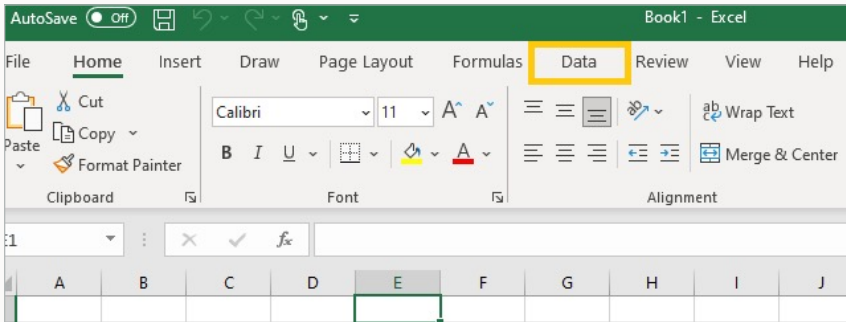 AutoSave Off Book1 - Excel
File Home Insert Draw Page Layout Formulas Data Review View Help
Cut
Calibri 11 A A ab Wrap Text
Copy
Paste
B I U A Merge & Center
Format Painter
Clipboard Font Alignment
fx
A B C D E F G H I J